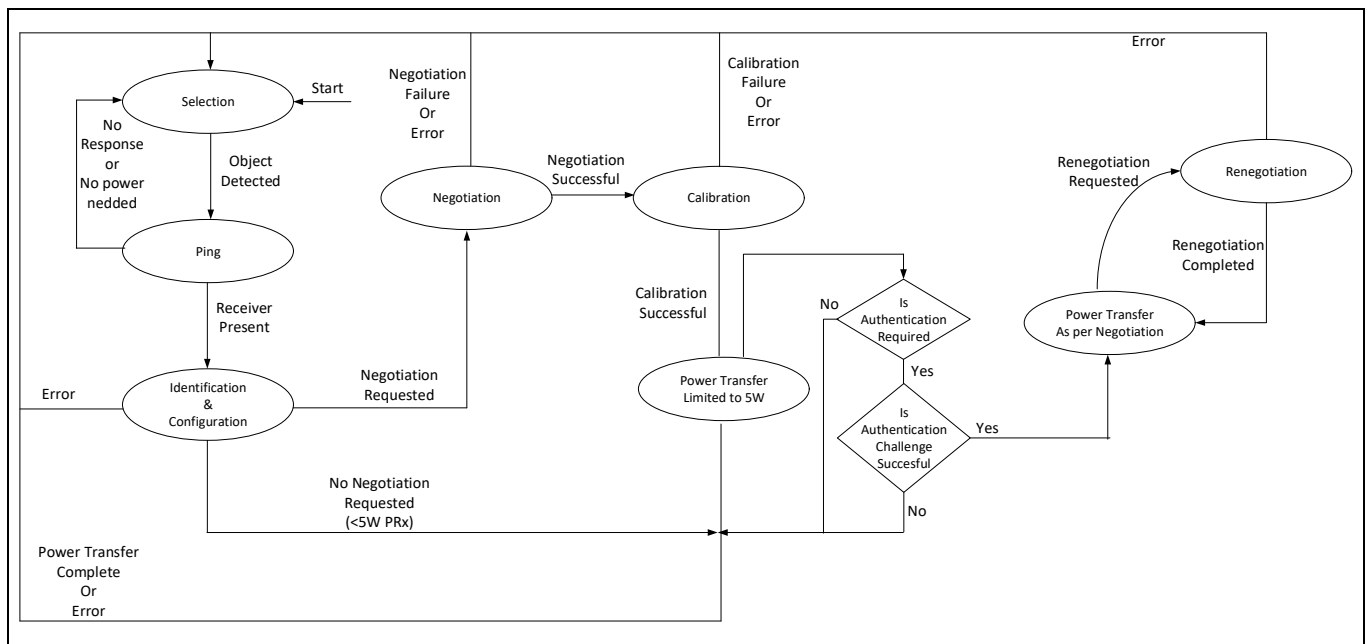 Error
Start
Selection
No
Response
or
No power
nedded
Object
Detected
Ping
Receiver
Present
Identification
&
Configuration
Error
Negotiation
Requested
No Negotiation
Requested
(<5W PRx)
Power Transfer
Complete
Or
Error
Negotiation
Failure
Or
Error
Negotiation
Negotiation
Successful
Calibration
Failure
Or
Error
Calibration
Calibration
Successful
Power Transfer
Limited to 5W
No
Is
Authentication
Required
Yes
Is
Authentication
Challenge
Succesful
Yes
No
Renegotiation
Requested
Renegotiation
Renegotiation
Completed
Power Transfer
As per Negotiation